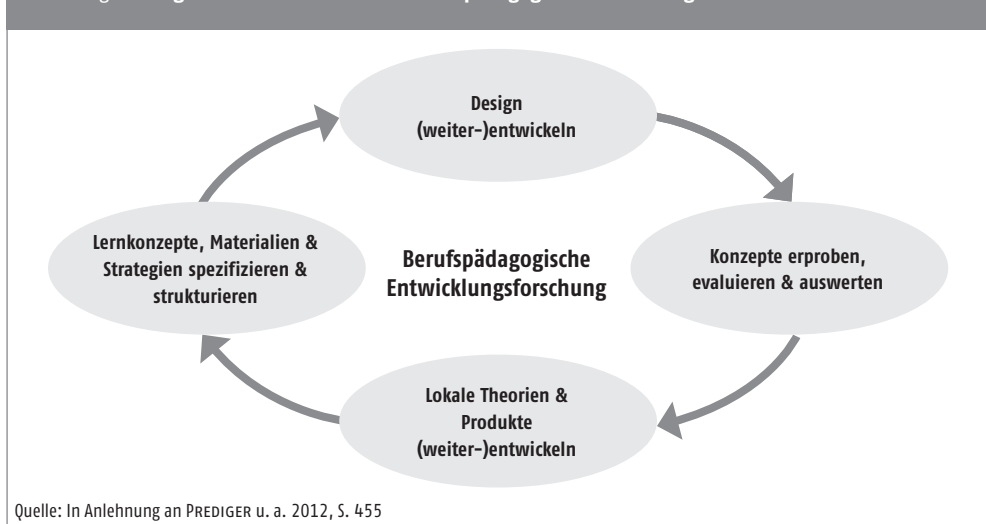 Design
(weiter-)entwickeln
Lernkonzepte, Materialien &
Strategien spezifizieren &
strukturieren
Berufspädagogische
Entwicklungsforschung
Konzepte erproben,
evaluieren & auswerten
Lokale Theorien &
Produkte
(weiter-)entwickeln
Quelle: In Anlehnung an PREDIGER u. a. 2012, S. 455